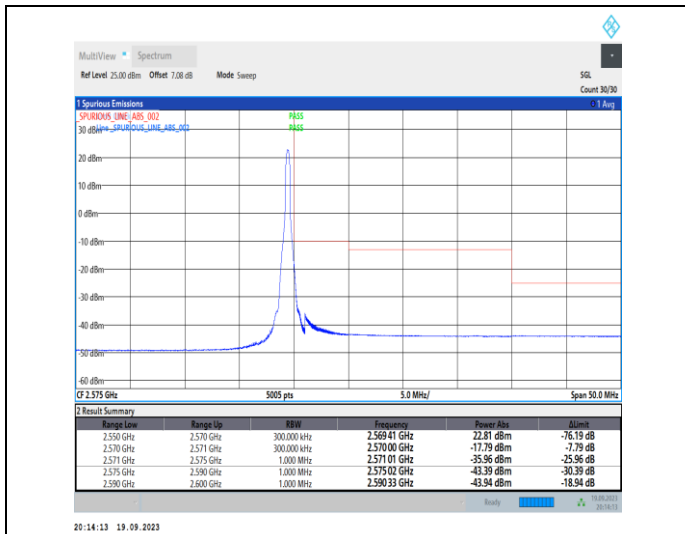 MultiView Spectrum
Ref Level 25.00 dBm Offset 7.08 dB Mode Sweep SGL
Count 30/30
1 Spurious Emissions 1 Avg
SPURIOUS_LINE_ABS_002 PASS
30 dBm Line _SPURIOUS_LINE_ABS_002 PASS
20 dBm
10 dBm
0 dBm
-10 dBm
-20 dBm
-30 dBm
-40 dBm
-50 dBm
-60 dBm
CF 2.575 GHz 5005 pts 5.0 MHz/ Span 50.0 MHz
2 Result Summary
Range Low Range Up RBW Frequency Power Abs ΔLimit
2.550 GHz 2.570 GHz 300.000 kHz 2.569 41 GHz 22.81 dBm -76.19 dB
2.570 GHz 2.571 GHz 300.000 kHz 2.570 00 GHz -17.79 dBm -7.79 dB
2.571 GHz 2.575 GHz 1.000 MHz 2.571 01 GHz -35.96 dBm -25.96 dB
2.575 GHz 2.590 GHz 1.000 MHz 2.575 02 GHz -43.39 dBm -30.39 dB
2.590 GHz 2.600 GHz 1.000 MHz 2.590 33 GHz -43.94 dBm -18.94 dB
Ready 19.09.2023
20:14:13
20:14:13 19.09.2023